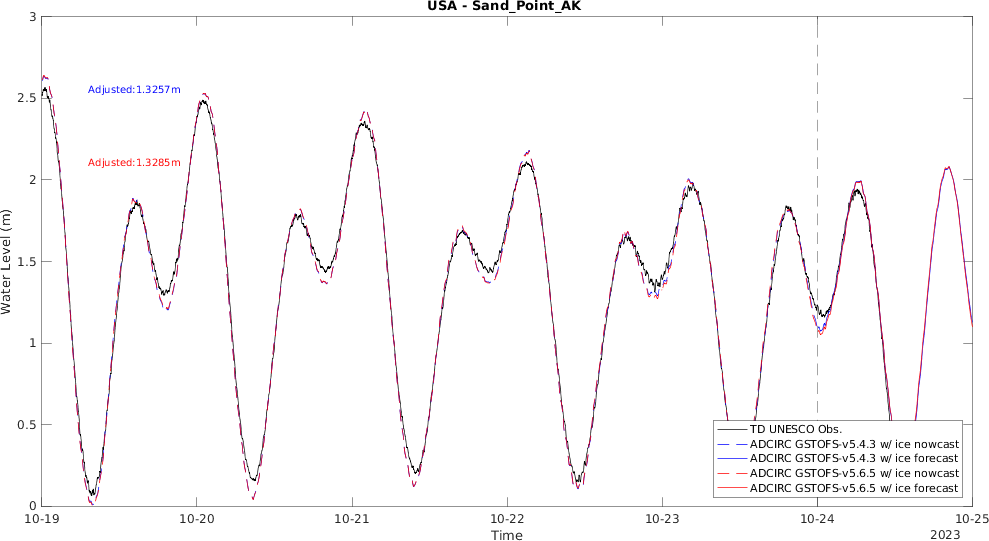 USA - Sand_Point_AK
3
2.5
2
1.5
1
0.5
0
Water Level (m)
Adjusted:1.3257m
Adjusted:1.3285m
TD UNESCO Obs.
ADCIRC GSTOFS-v5.4.3 w/ ice nowcast
ADCIRC GSTOFS-v5.4.3 w/ ice forecast
ADCIRC GSTOFS-v5.6.5 w/ ice nowcast
ADCIRC GSTOFS-v5.6.5 w/ ice forecast
10-19 10-20 10-21 10-22 10-23 10-24 10-25
Time
2023